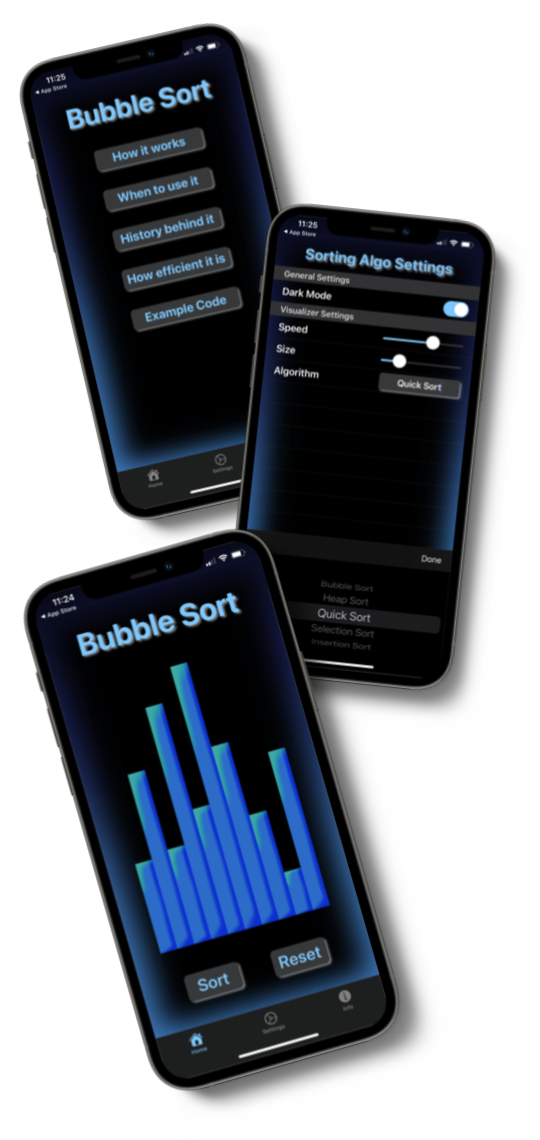 11:25
◀ App Store
Bubble Sort
How it works
When to use it
History behind it
How efficient it is
Example Code
Home
Settings
11:25
◀ App Store
Sorting Algo Settings
General Settings
Dark Mode
Visualizer Settings
Speed
Size
Algorithm
Quick Sort
Done
Bubble Sort
Heap Sort
Quick Sort
Selection Sort
Insertion Sort
11:24
◀ App Store
Bubble Sort
Sort
Reset
Home
Settings
Info